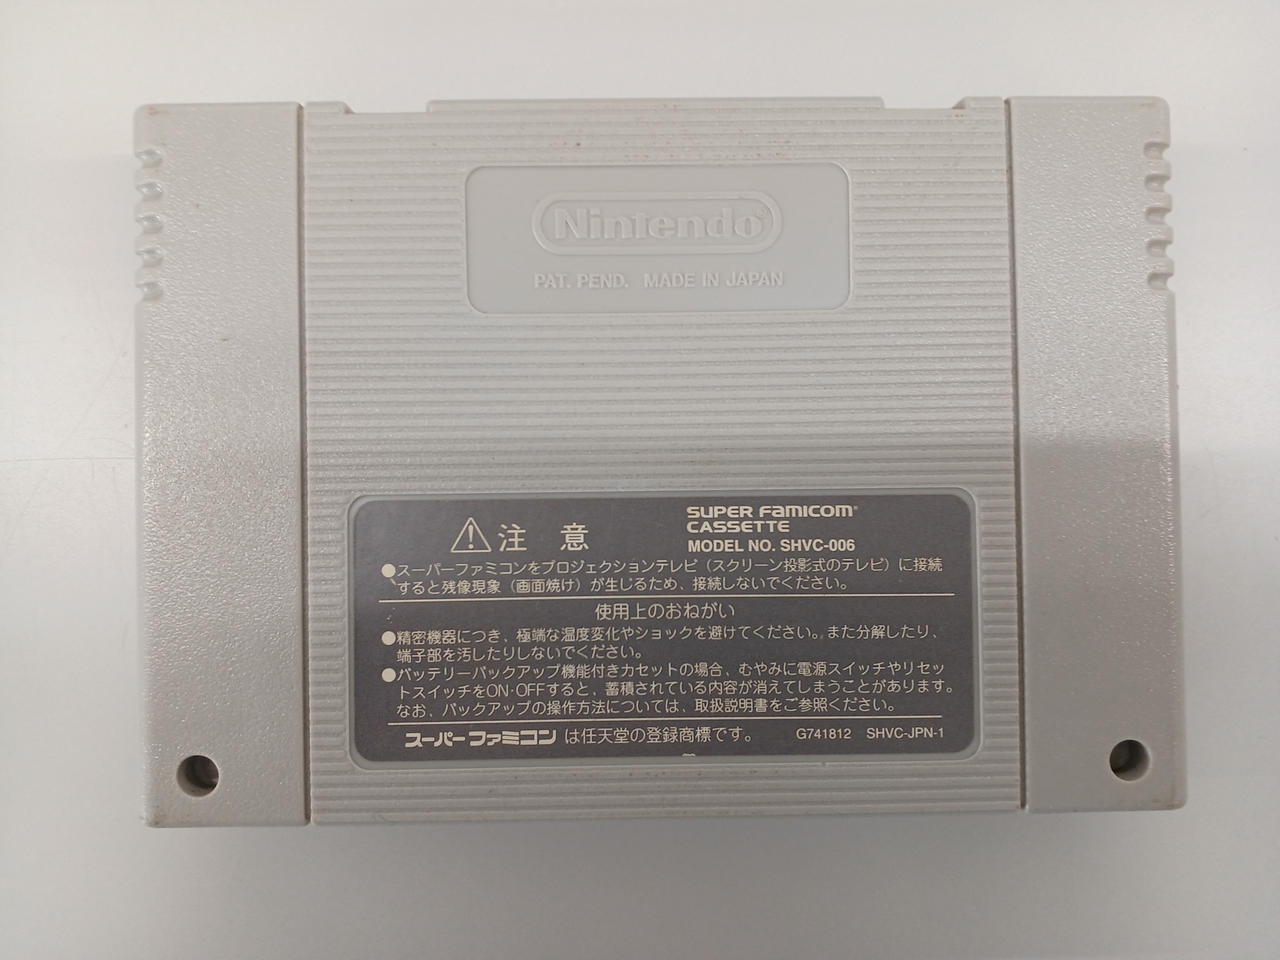 Nintendo®
PAT. PEND. MADE IN JAPAN
注 意
SUPER FAMICOM®
CASSETTE
MODEL NO. SHVC-006
●スーパーファミコンをプロジェクションテレビ（スクリーン投影式のテレビ）に接続
すると残像現象（画面焼け）が生じるため、接続しないでください。
使用上のおねがい
●精密機器につき、極端な温度変化やショックを避けてください。また分解したり、
端子部を汚したりしないでください。
●バッテリーバックアップ機能付きカセットの場合、むやみに電源スイッチやリセッ
トスイッチをON·OFFすると、蓄積されている内容が消えてしまうことがあります。
なお、バックアップの操作方法については、取扱説明書をご参照ください。
スーパーファミコン は任天堂の登録商標です。 G741812 SHVC-JPN-1